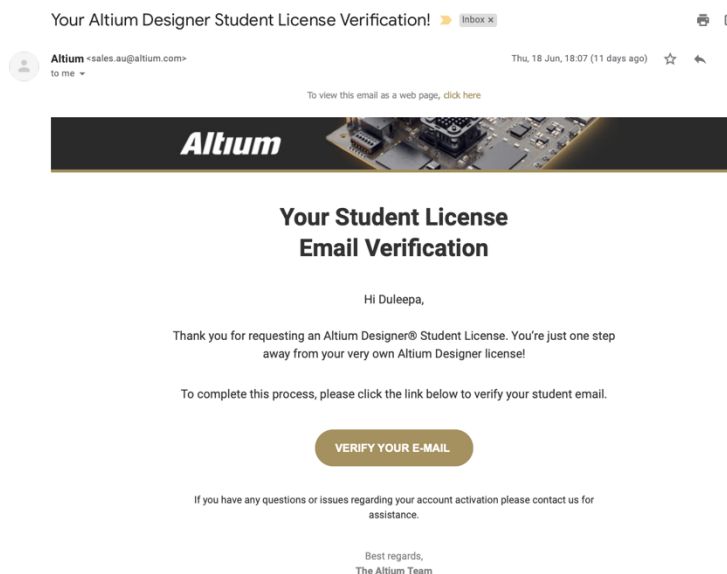 Your Altium Designer Student License Verification! Inbox x
Altium <sales.au@altium.com> Thu, 18 Jun, 18:07 (11 days ago)
to me
To view this email as a web page, click here
Altium
Your Student License
Email Verification
Hi Duleepa,
Thank you for requesting an Altium Designer® Student License. You're just one step
away from your very own Altium Designer license!
To complete this process, please click the link below to verify your student email.
VERIFY YOUR E-MAIL
If you have any questions or issues regarding your account activation please contact us for
assistance.
Best regards,
The Altium Team